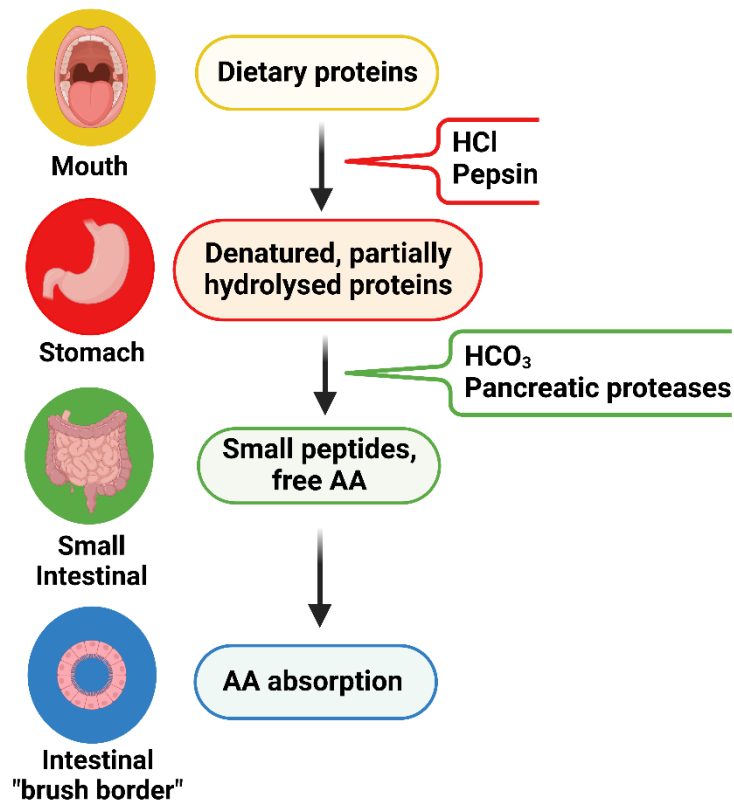 Dietary proteins
Mouth
HCl
Pepsin
Denatured, partially
hydrolysed proteins
Stomach
HCO₃
Pancreatic proteases
Small peptides,
free AA
Small
Intestinal
AA absorption
Intestinal
"brush border"